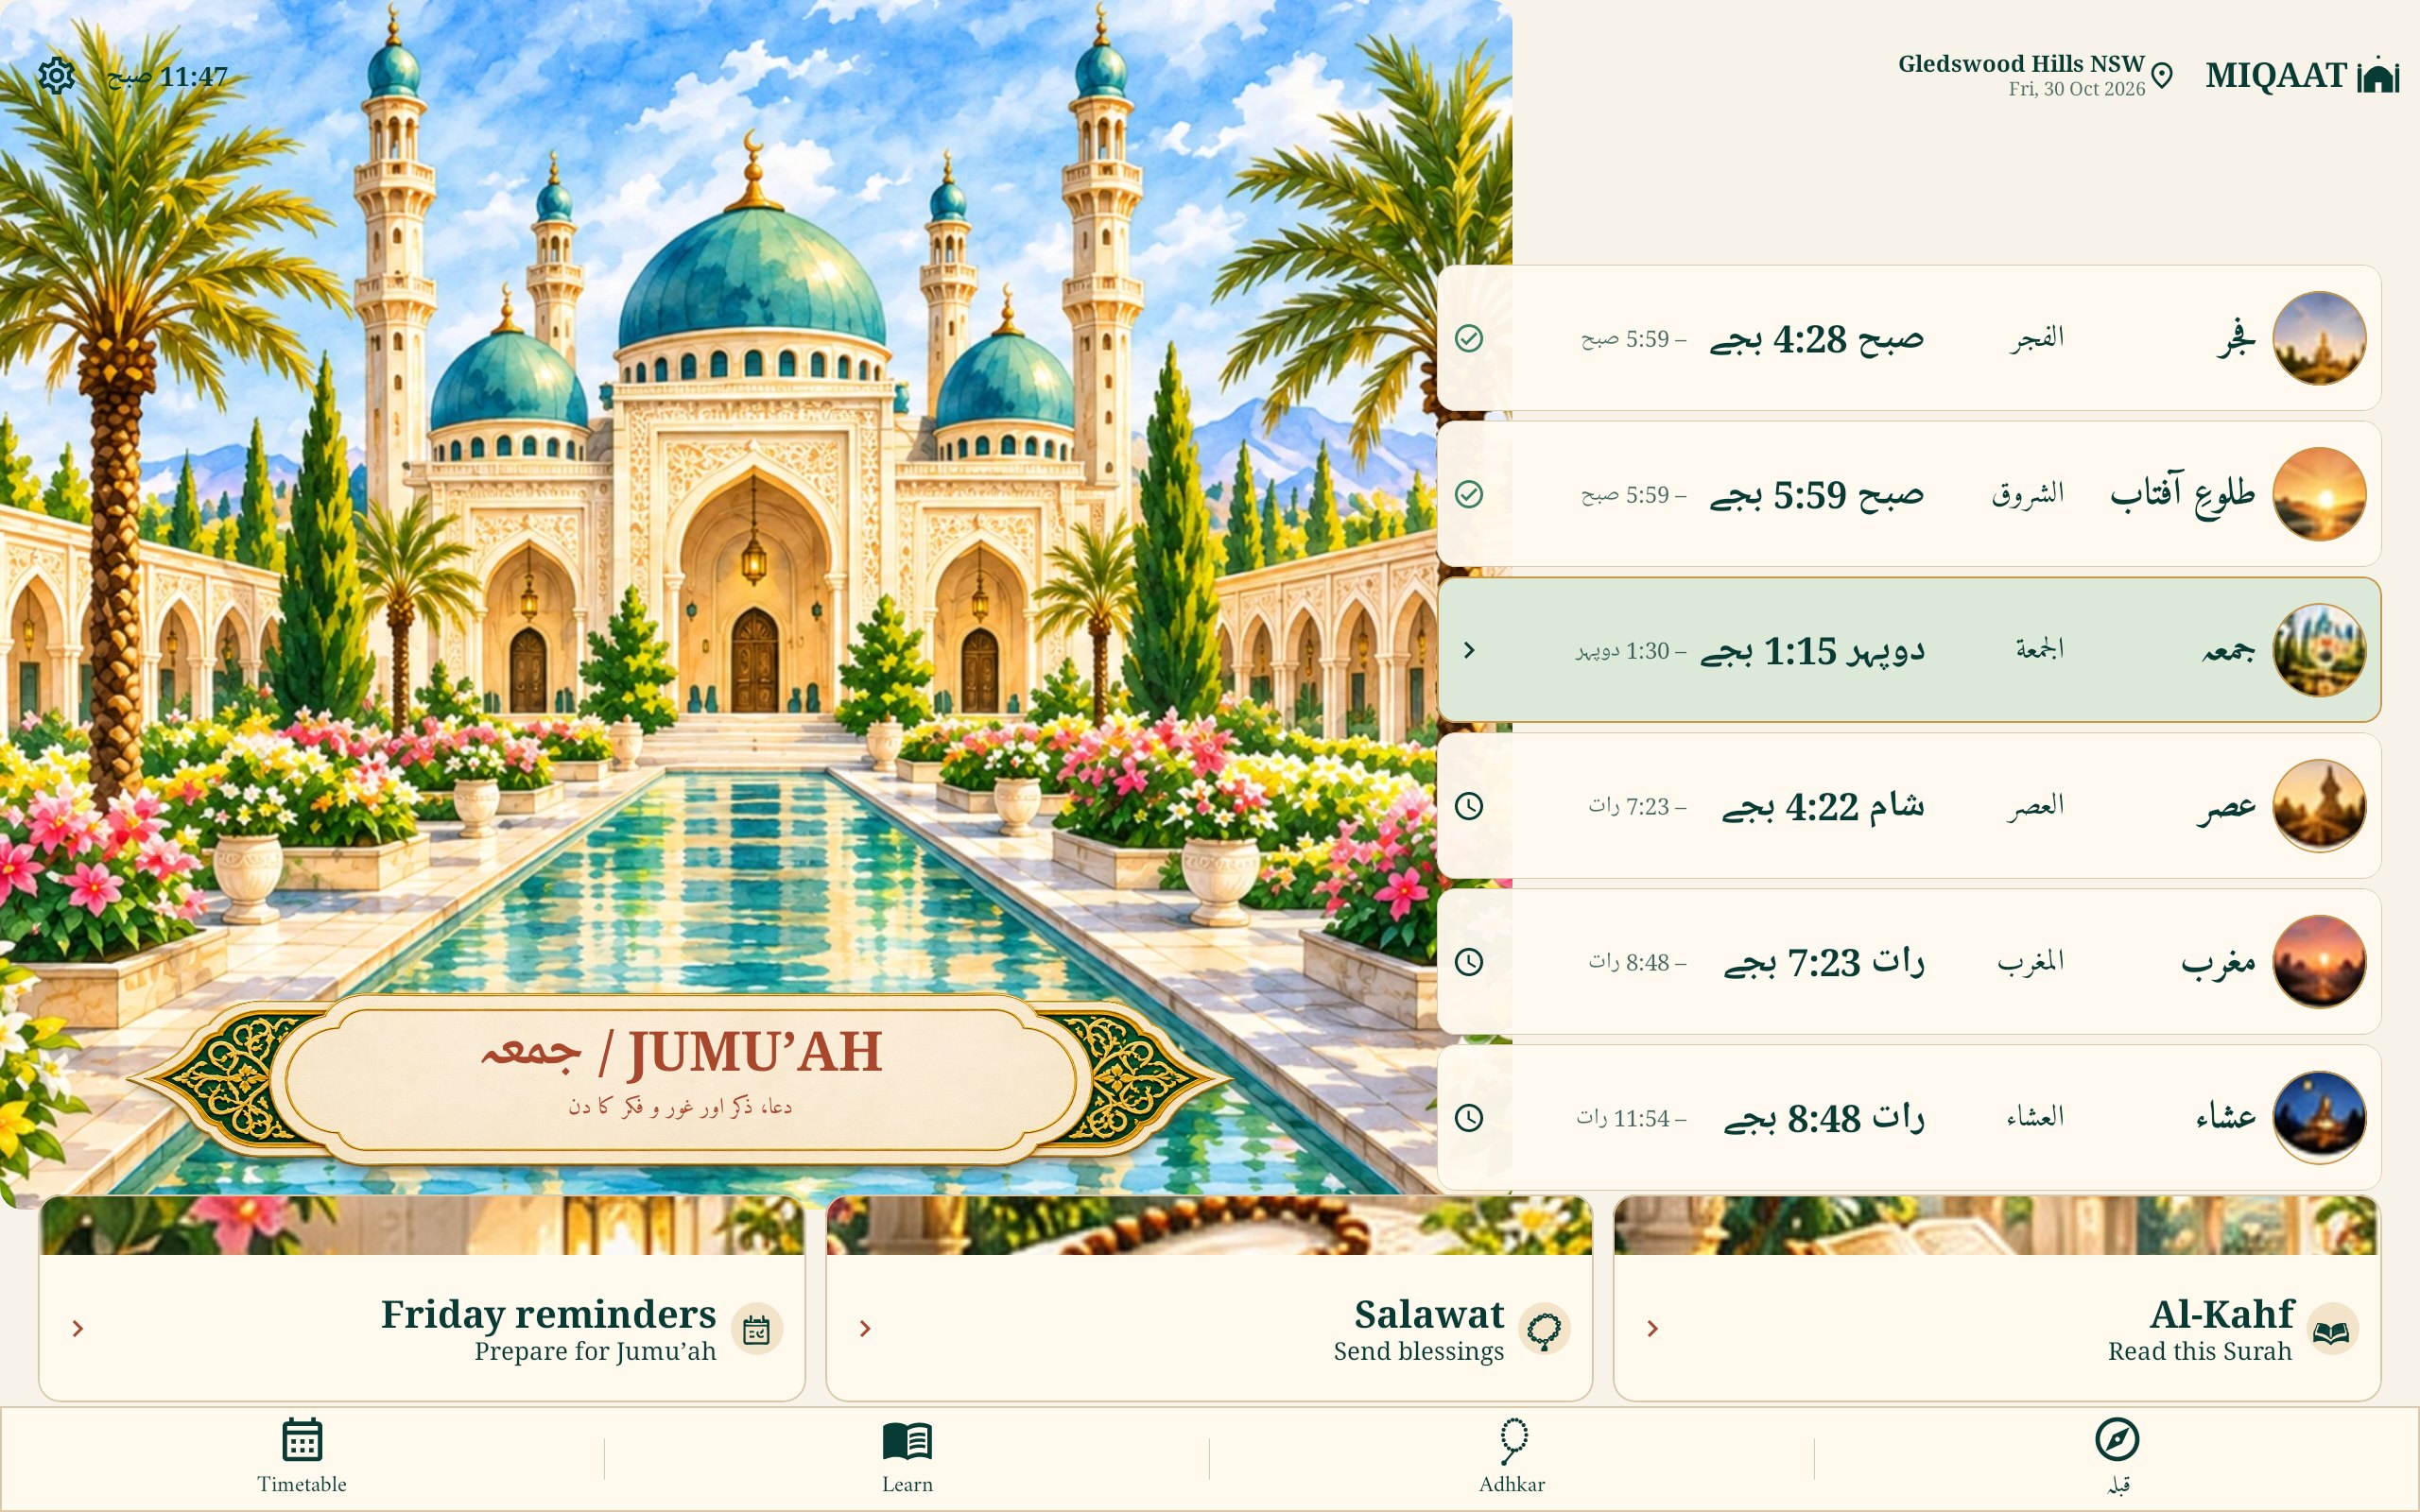 MIQAAT
Gledswood Hills NSW
Fri, 30 Oct 2026
11:47 صبح
فجر الفجر صبح 4:28 بجے – 5:59 صبح
طلوعِ آفتاب الشروق صبح 5:59 بجے – 5:59 صبح
جمعہ الجمعة دوپہر 1:15 بجے – 1:30 دوپہر
عصر العصر شام 4:22 بجے – 7:23 رات
مغرب المغرب رات 7:23 بجے – 8:48 رات
عشاء العشاء رات 8:48 بجے – 11:54 رات
JUMU’AH / جمعہ
دعا، ذکر اور غور و فکر کا دن
Al-Kahf
Read this Surah
Salawat
Send blessings
Friday reminders
Prepare for Jumu’ah
قبلہ
Adhkar
Learn
Timetable